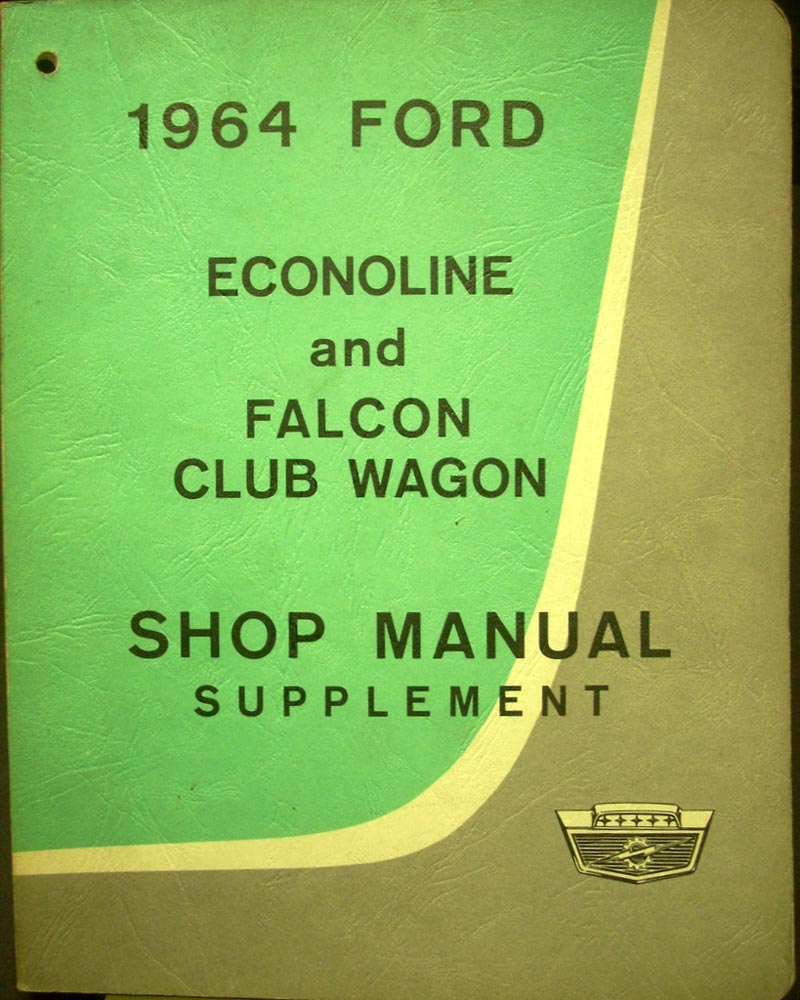 1964 FORD
ECONOLINE
and
FALCON
CLUB WAGON
SHOP MANUAL
SUPPLEMENT